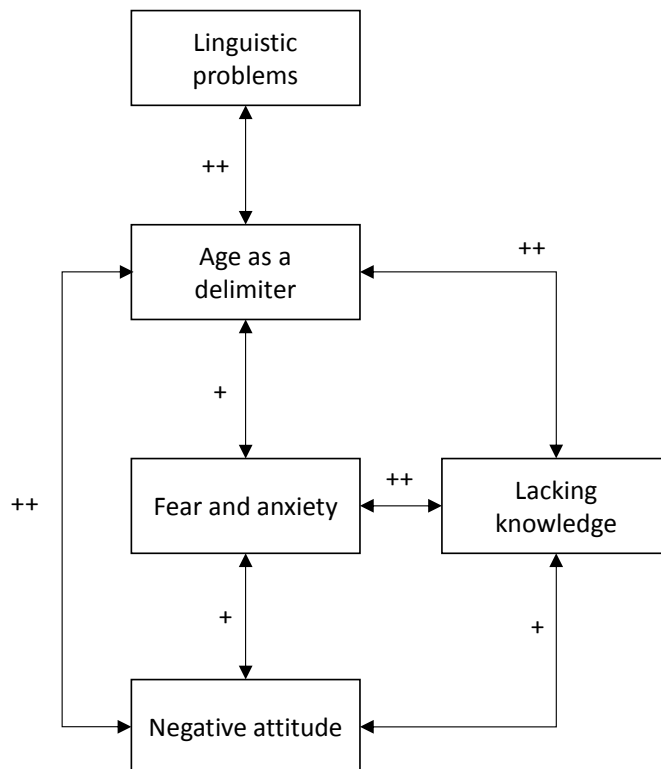 Linguistic
problems
++
Age as a
delimiter
++
+
Fear and anxiety
++
Lacking
knowledge
++
+
+
Negative attitude